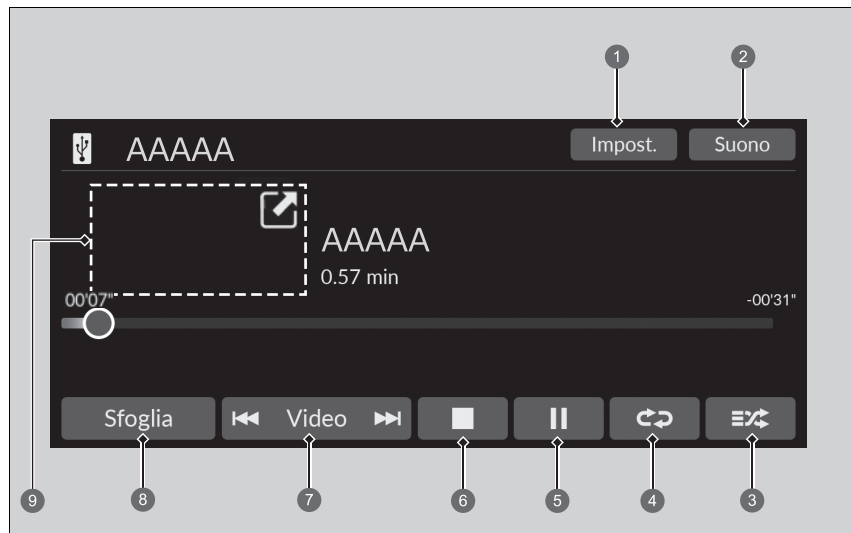 1 2
AAAAA Impost. Suono
AAAAA
0.57 min
00'07" -00'31"
Sfoglia Video
9 8 7 6 5 4 3